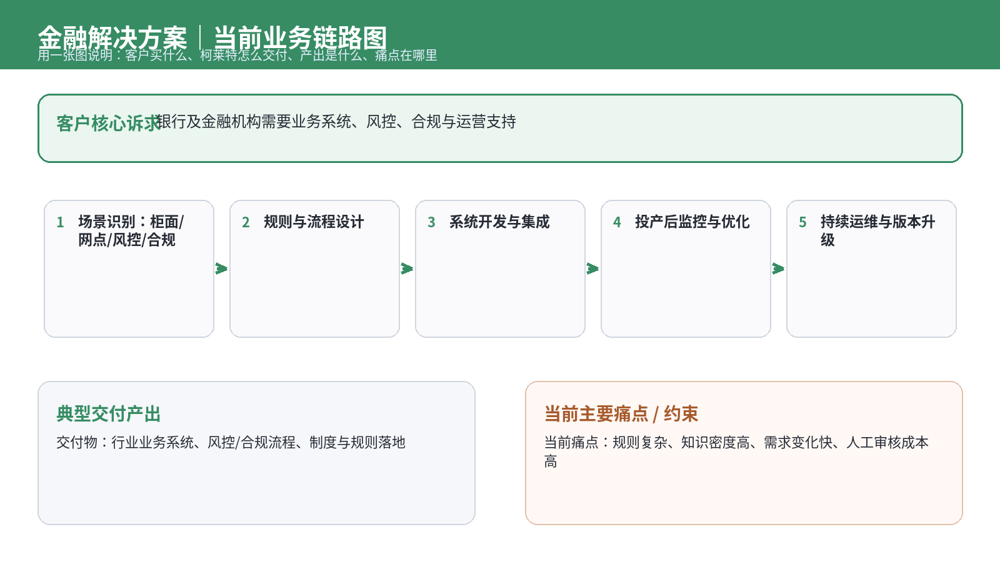 金融解决方案｜当前业务链路图
用一张图说明：客户买什么、柯莱特怎么交付、产出是什么、痛点在哪里
客户核心诉求
银行及金融机构需要业务系统、风控、合规与运营支持
1 场景识别：柜面/
网点/风控/合规
2 规则与流程设计
3 系统开发与集成
4 投产后监控与优化
5 持续运维与版本升
级
典型交付产出
交付物：行业业务系统、风控/合规流程、制度与规则落地
当前主要痛点 / 约束
当前痛点：规则复杂、知识密度高、需求变化快、人工审核成本
高